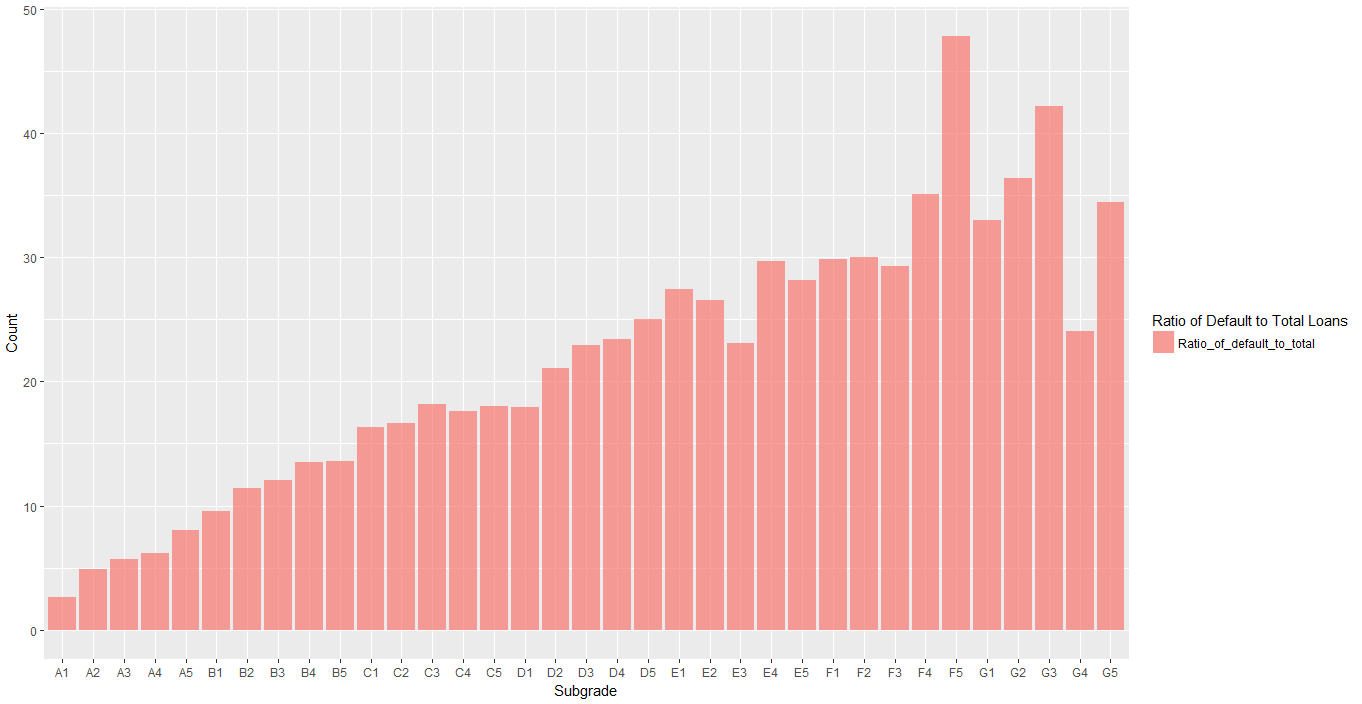 50
40
30
20
10
0
Count
A1 A2 A3 A4 A5 B1 B2 B3 B4 B5 C1 C2 C3 C4 C5 D1 D2 D3 D4 D5 E1 E2 E3 E4 E5 F1 F2 F3 F4 F5 G1 G2 G3 G4 G5
Subgrade
Ratio of Default to Total Loans
Ratio_of_default_to_total